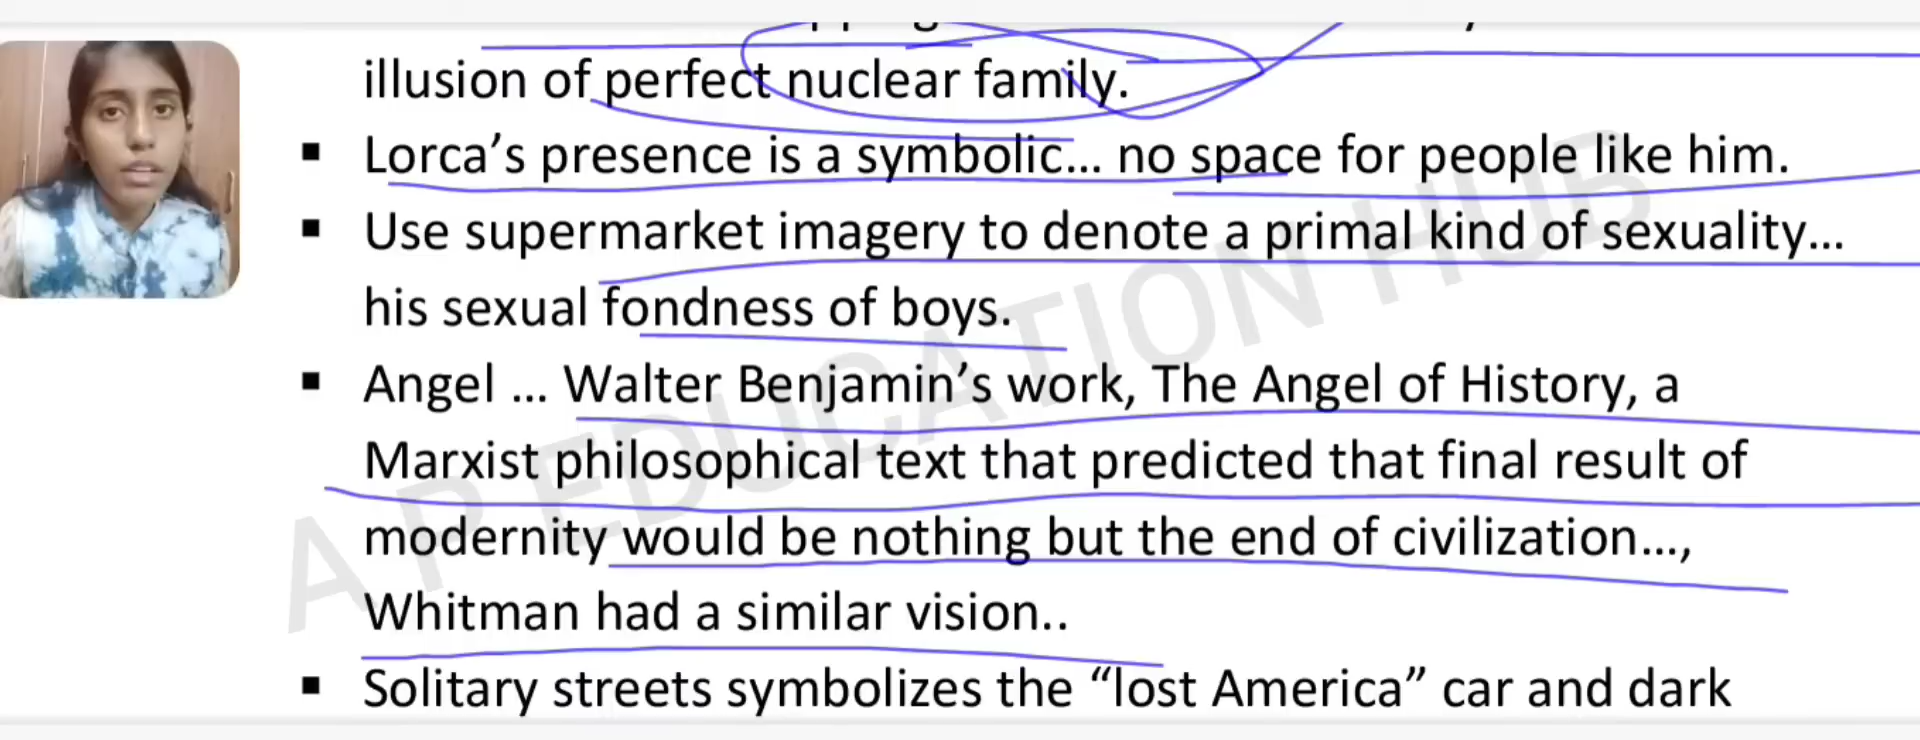 illusion of perfect nuclear family.
▪ Lorca’s presence is a symbolic... no space for people like him.
▪ Use supermarket imagery to denote a primal kind of sexuality...
his sexual fondness of boys.
▪ Angel ... Walter Benjamin’s work, The Angel of History, a
Marxist philosophical text that predicted that final result of
modernity would be nothing but the end of civilization...,
Whitman had a similar vision..
▪ Solitary streets symbolizes the “lost America” car and dark
A P EDUCATION HUB